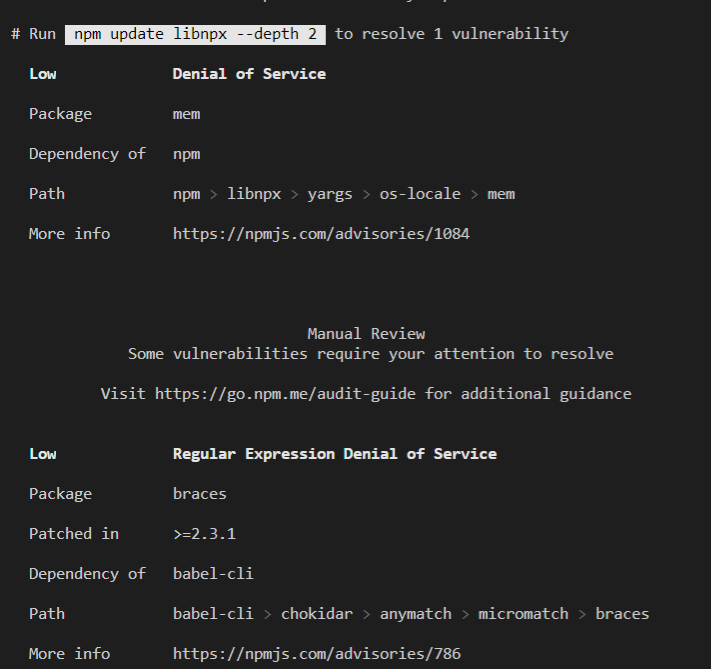 # Run npm update libnpx --depth 2 to resolve 1 vulnerability
Low Denial of Service
Package mem
Dependency of npm
Path npm > libnpx > yargs > os-locale > mem
More info https://npmjs.com/advisories/1084
Manual Review
Some vulnerabilities require your attention to resolve
Visit https://go.npm.me/audit-guide for additional guidance
Low Regular Expression Denial of Service
Package braces
Patched in >=2.3.1
Dependency of babel-cli
Path babel-cli > chokidar > anymatch > micromatch > braces
More info https://npmjs.com/advisories/786